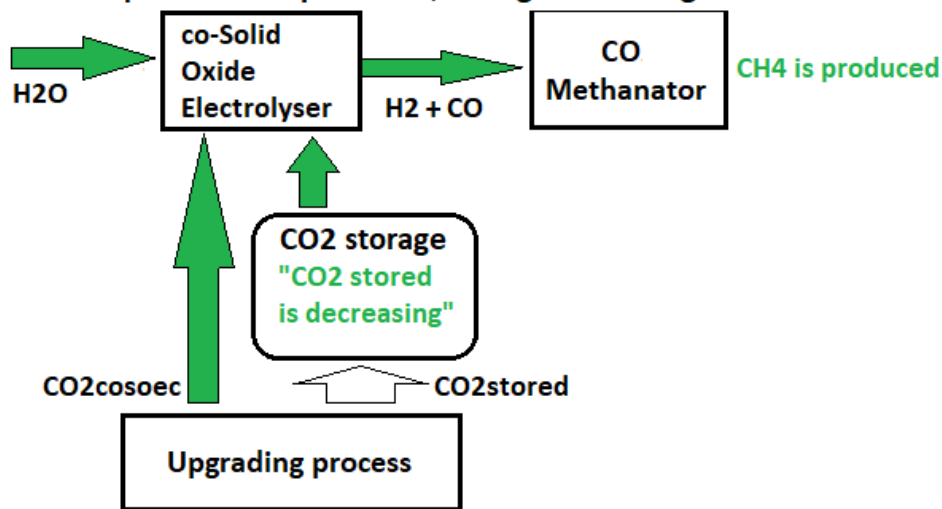 co-Solid
Oxide
Electrolyser
H2O
H2 + CO
CO
Methanator
CH4 is produced
CO2 storage
"CO2 stored
is decreasing"
CO2cosoec
CO2stored
Upgrading process